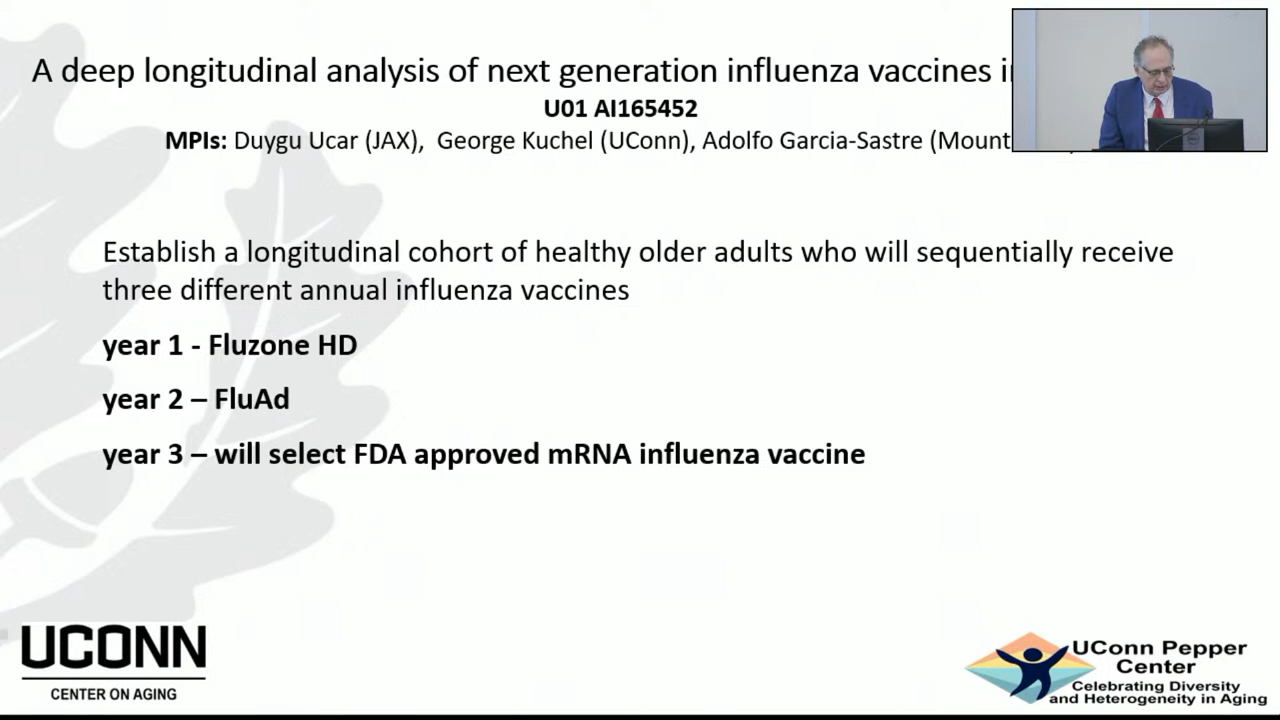 A deep longitudinal analysis of next generation influenza vaccines
U01 AI165452
MPIs: Duygu Ucar (JAX), George Kuchel (UConn), Adolfo Garcia-Sastre (Mount
Establish a longitudinal cohort of healthy older adults who will sequentially receive
three different annual influenza vaccines
year 1 - Fluzone HD
year 2 – FluAd
year 3 – will select FDA approved mRNA influenza vaccine
UCONN
CENTER ON AGING
UConn Pepper
Center
Celebrating Diversity
and Heterogeneity in Aging